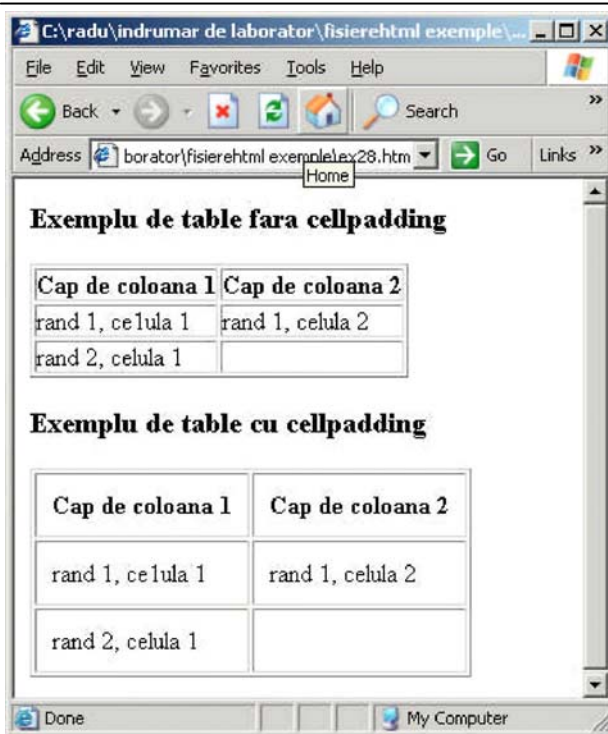 C:\radu\indrumar de laborator\fisierehtml exemple\...
File Edit View Favorites Tools Help
Back Search »
Address borator\fisierehtml exemple\ex28.htm Go Links »
Home
Exemplu de table fara cellpadding
Cap de coloana 1 Cap de coloana 2
rand 1, ce1ula 1 rand 1, celula 2
rand 2, celula 1
Exemplu de table cu cellpadding
Cap de coloana 1 Cap de coloana 2
rand 1, ce1ula 1 rand 1, celula 2
rand 2, celula 1
Done My Computer